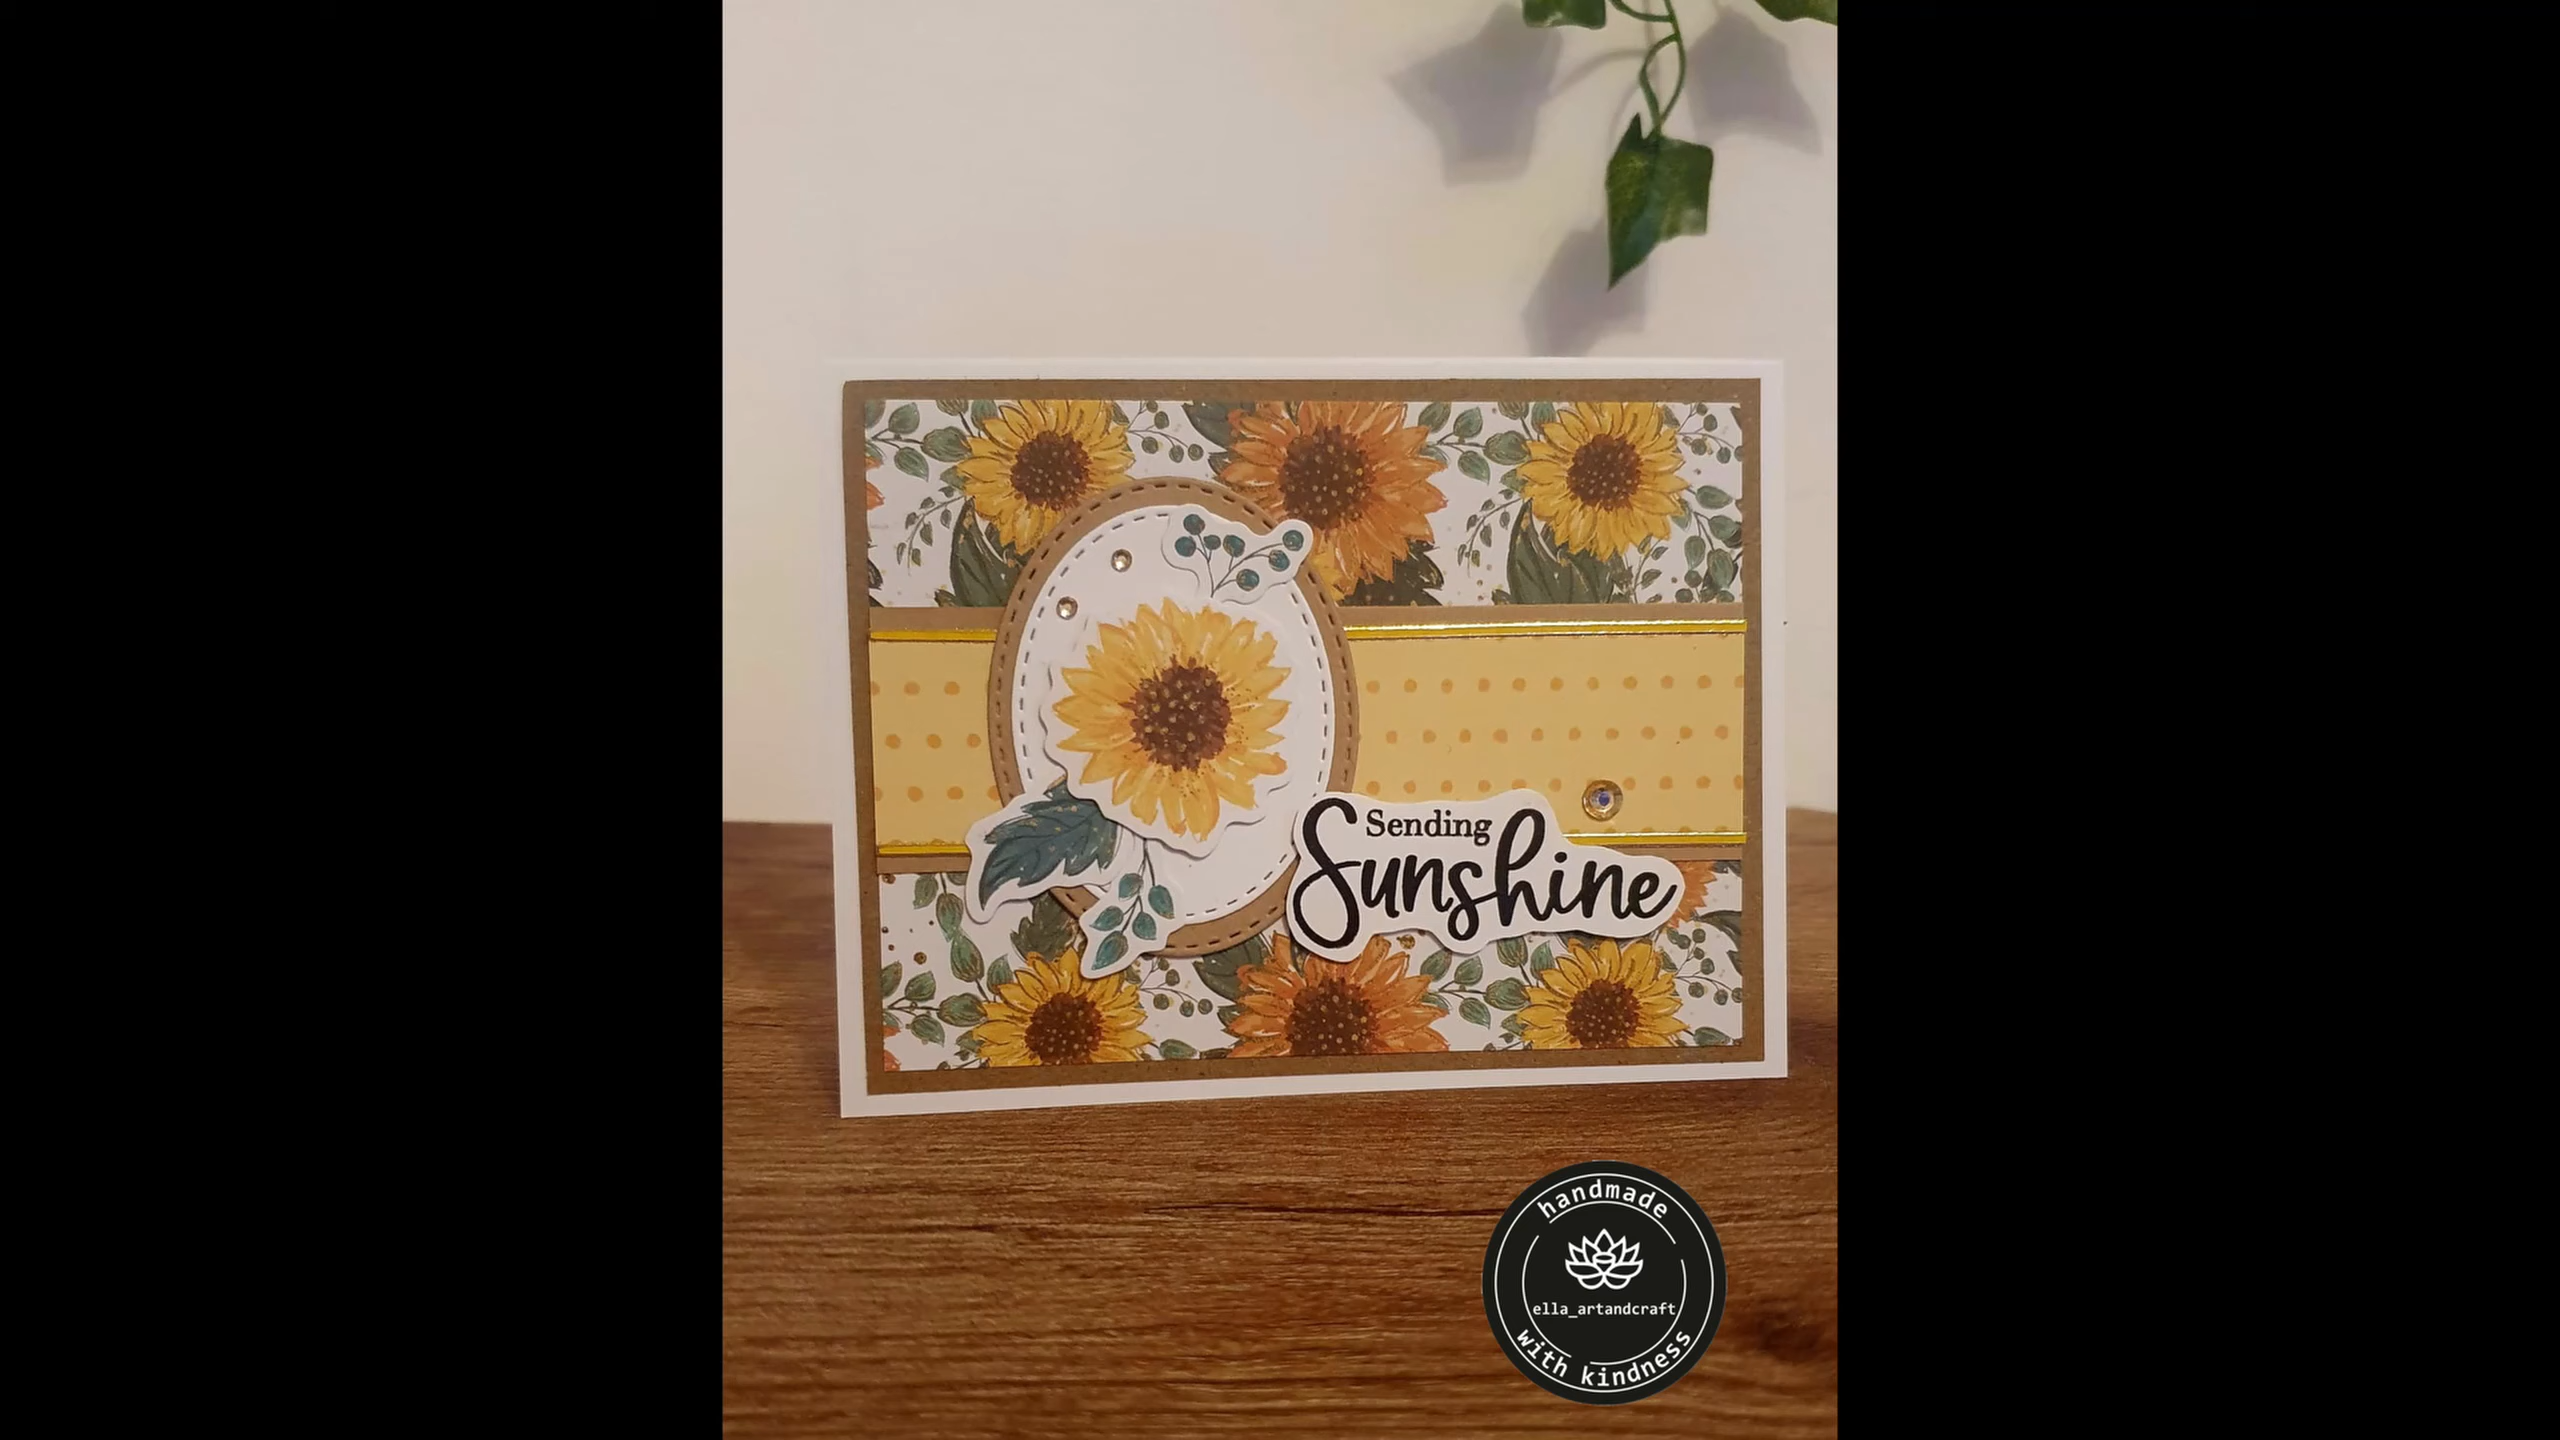 Sending
Sunshine
handmade
ella_artandcraft
with kindness